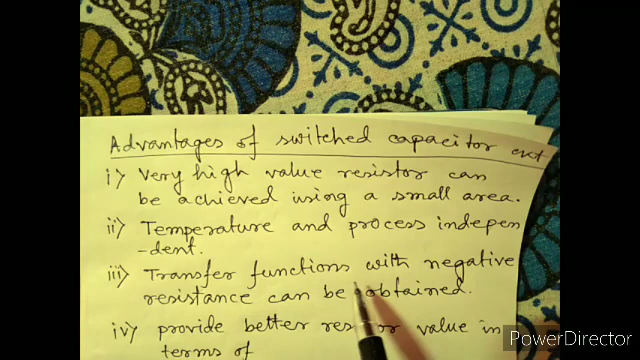 Advantages of switched capacitor ckt
i) Very high value resistor can
be achieved using a small area.
ii) Temperature and process indepen
-dent.
iii) Transfer functions with negative
resistance can be obtained.
iv) provide better resistor value in
terms of
PowerDirector